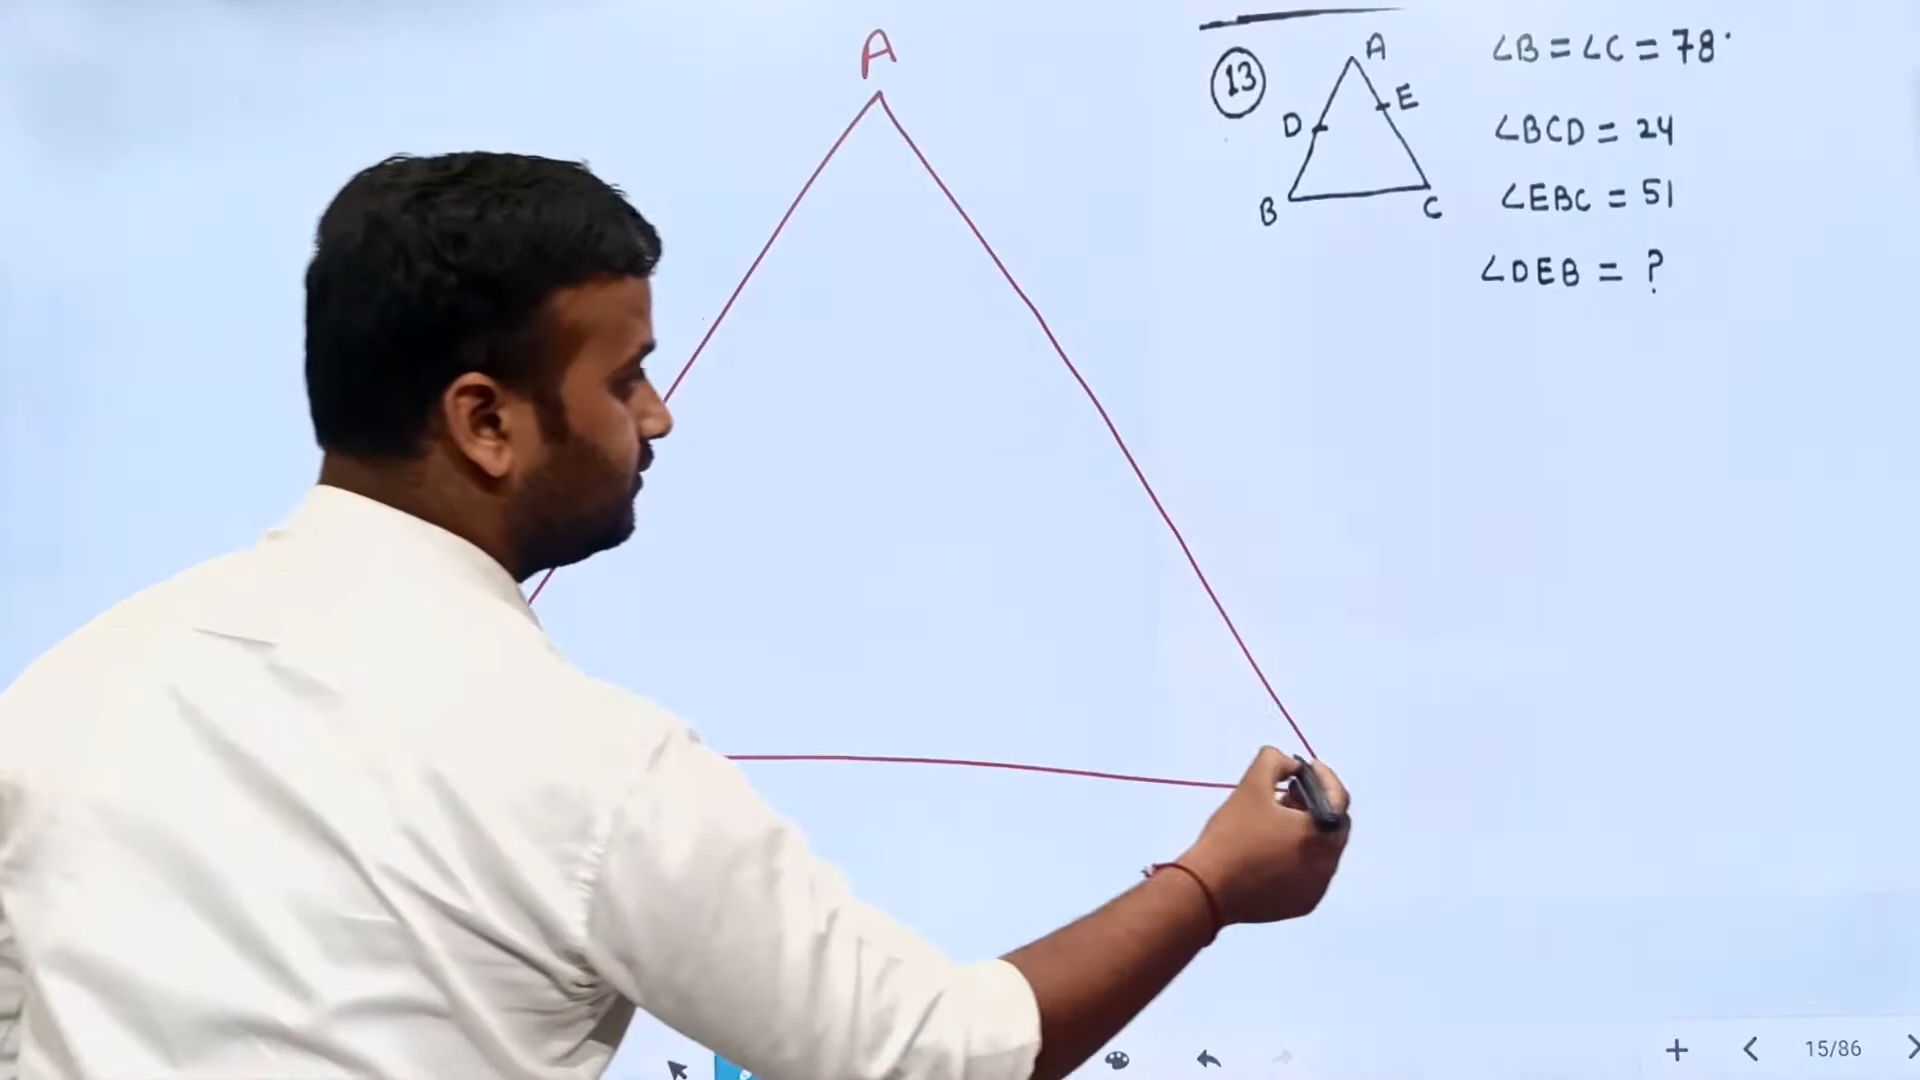 A
13
A
D
E
B
C
∠B = ∠C = 78°
∠BCD = 24
∠EBC = 51
∠DEB = ?
15/86